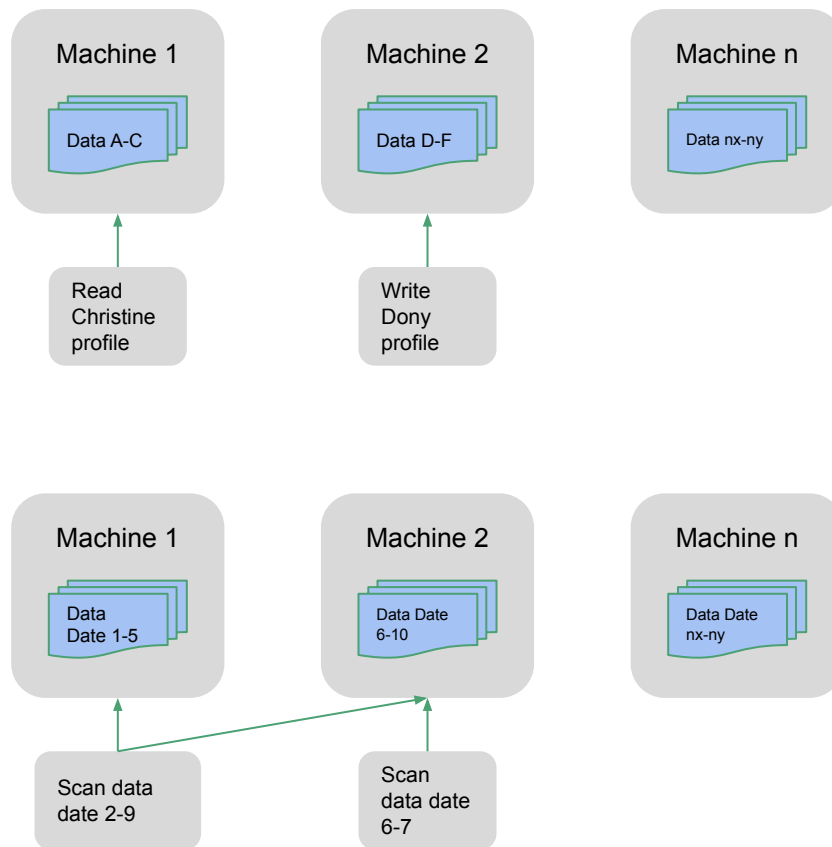 Machine 1
Machine 2
Machine n
Data A-C
Data D-F
Data nx-ny
Read
Christine
profile
Write
Dony
profile
Machine 1
Machine 2
Machine n
Data
Date 1-5
Data Date
6-10
Data Date
nx-ny
Scan data
date 2-9
Scan
data date
6-7